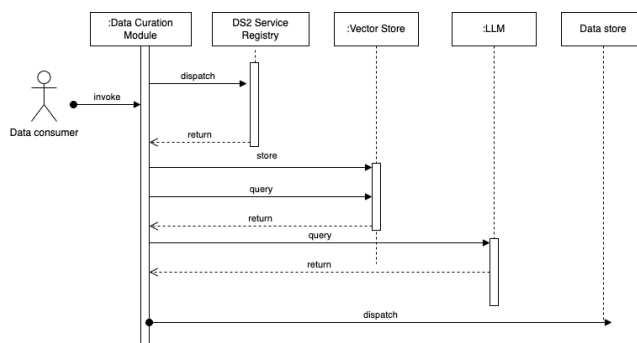 :Data Curation
Module
DS2 Service
Registry
:Vector Store
:LLM
Data store
dispatch
invoke
Data consumer
return
store
query
return
query
return
dispatch